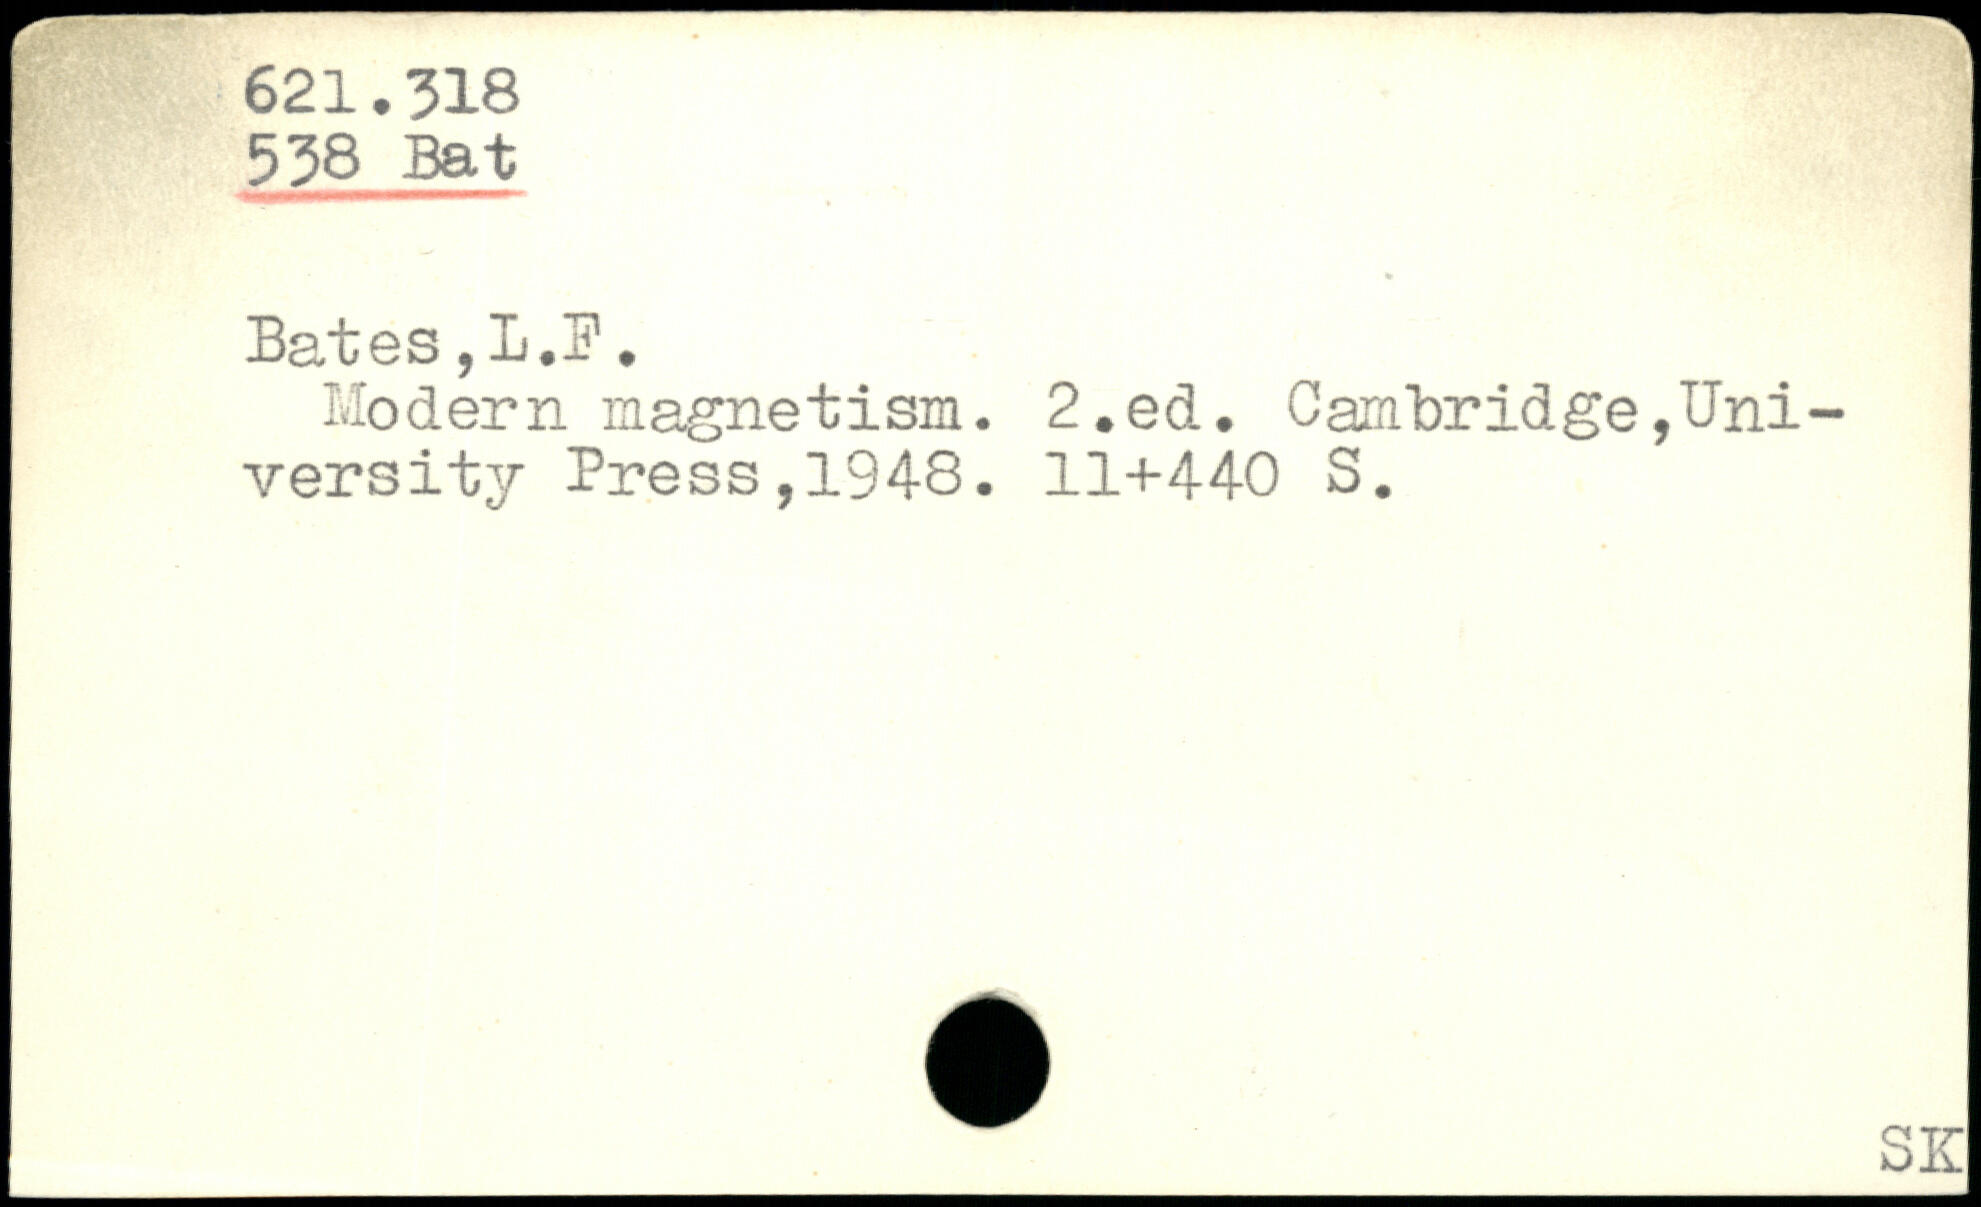 621.318
538 Bat
Bates,L.F.
Modern magnetism. 2.ed. Cambridge,Uni-
versity Press,1948. 11+440 S.
SK